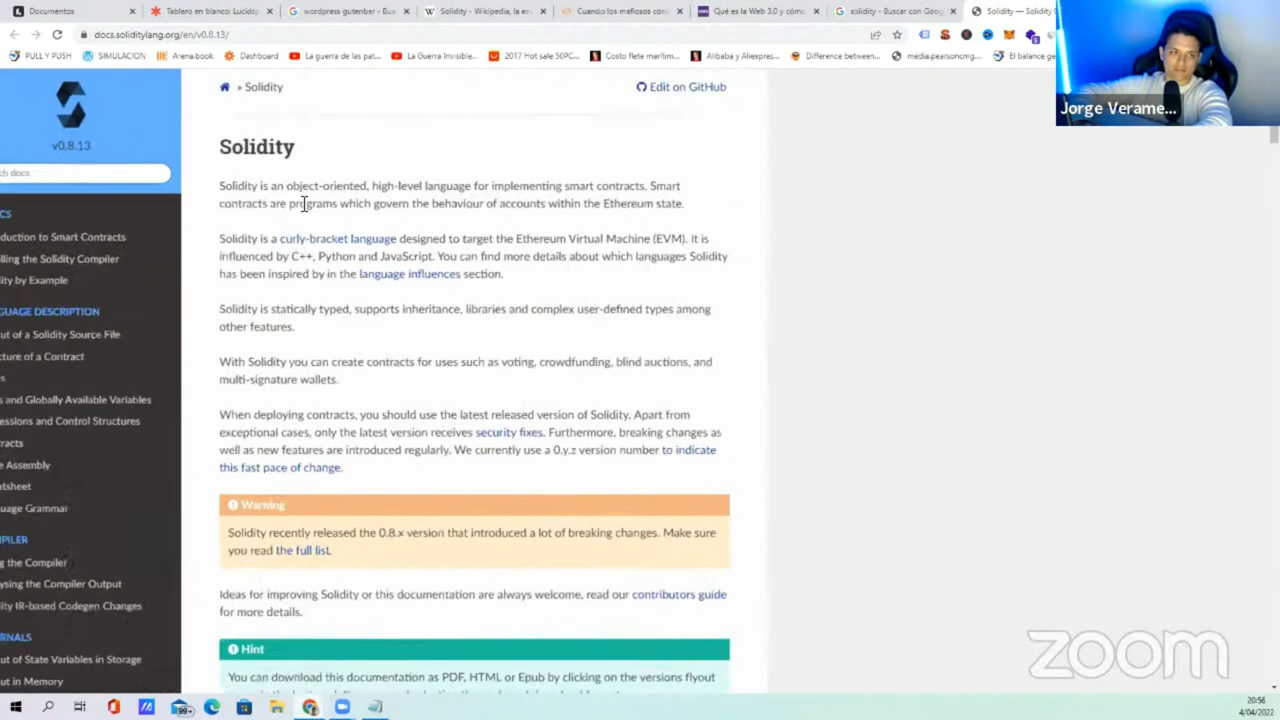 Documentos
Tablero en blanco: Lucidsp
wordpress gutenber - Bus
Solidity - Wikipedia, la en
Cuando los mafiosos con
Qué es la Web 3.0 y cómo
solidity - Buscar con Goog
Solidity — Solidity
docs.soliditylang.org/en/v0.8.13/
PULL Y PUSH
SIMULACION
Arena.book
Dashboard
La guerra de las pat...
La Guerra Invisible...
2017 Hot sale 50PC...
Costo flete marítim...
Alibaba y Aliexpres...
Difference between...
media.pearsoncmg...
El balance ge
Jorge Verame...
v0.8.13
ch docs
CS
duction to Smart Contracts
lling the Solidity Compiler
ity by Example
GUAGE DESCRIPTION
ut of a Solidity Source File
cture of a Contract
es
s and Globally Available Variables
essions and Control Structures
racts
e Assembly
tsheet
uage Grammar
MPILER
g the Compiler
ysing the Compiler Output
ity IR-based Codegen Changes
RNALS
ut of State Variables in Storage
ut in Memory
» Solidity
Edit on GitHub
Solidity
Solidity is an object-oriented, high-level language for implementing smart contracts. Smart
contracts are programs which govern the behaviour of accounts within the Ethereum state.
Solidity is a curly-bracket language designed to target the Ethereum Virtual Machine (EVM). It is
influenced by C++, Python and JavaScript. You can find more details about which languages Solidity
has been inspired by in the language influences section.
Solidity is statically typed, supports inheritance, libraries and complex user-defined types among
other features.
With Solidity you can create contracts for uses such as voting, crowdfunding, blind auctions, and
multi-signature wallets.
When deploying contracts, you should use the latest released version of Solidity. Apart from
exceptional cases, only the latest version receives security fixes. Furthermore, breaking changes as
well as new features are introduced regularly. We currently use a 0.y.z version number to indicate
this fast pace of change.
Warning
Solidity recently released the 0.8.x version that introduced a lot of breaking changes. Make sure
you read the full list.
Ideas for improving Solidity or this documentation are always welcome, read our contributors guide
for more details.
Hint
You can download this documentation as PDF, HTML or Epub by clicking on the versions flyout
zoom
99+
20:56
4/04/2022